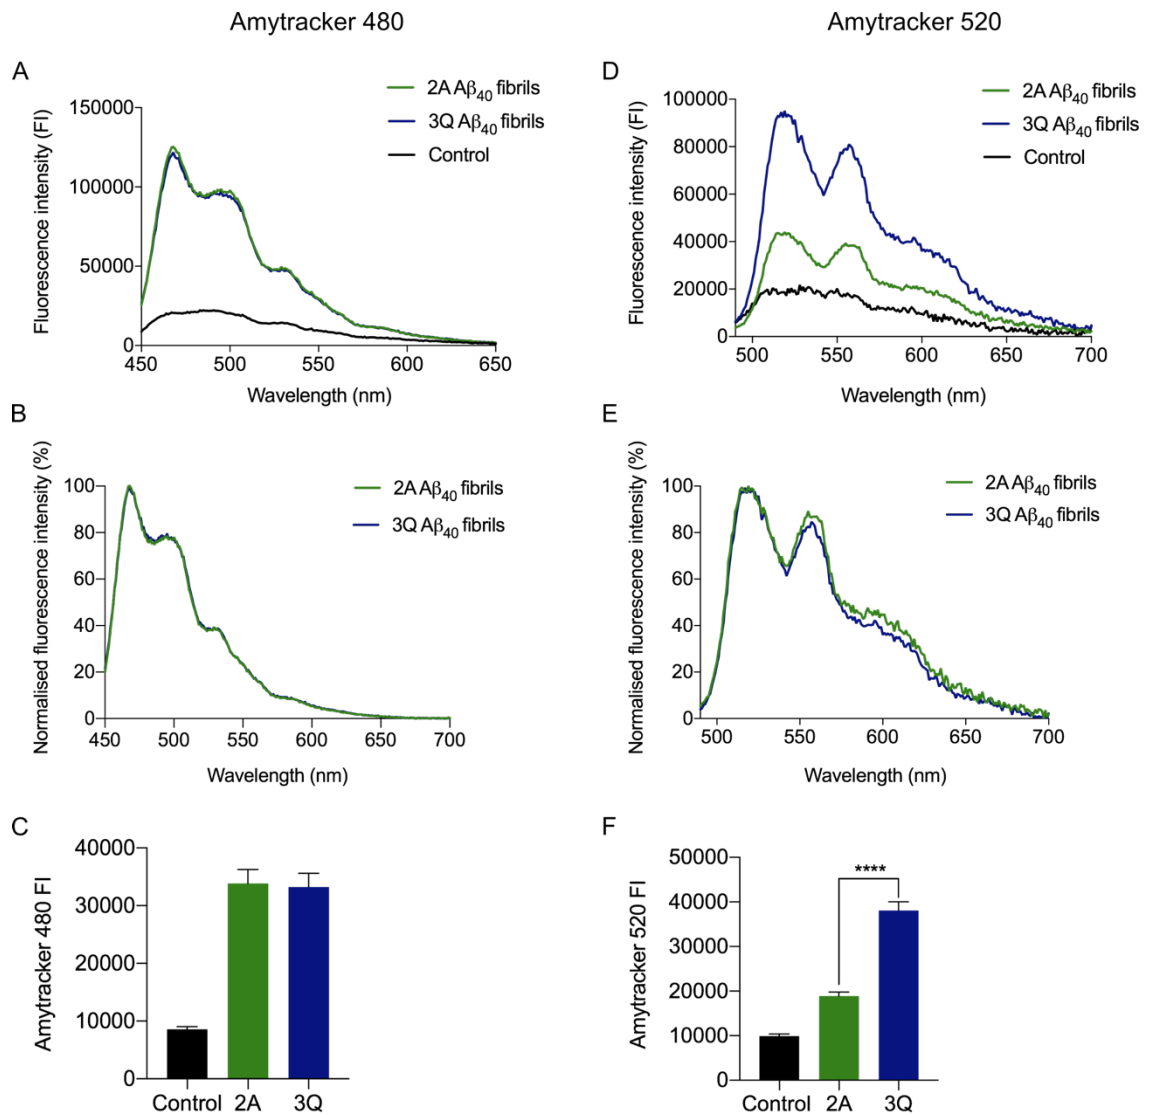 Amytracker 480
Amytracker 520
A
2A Aβ40 fibrils
3Q Aβ40 fibrils
Control
Fluorescence intensity (FI)
150000
100000
50000
0
450 500 550 600 650
Wavelength (nm)
D
2A Aβ40 fibrils
3Q Aβ40 fibrils
Control
Fluorescence intensity (FI)
100000
80000
60000
40000
20000
0
500 550 600 650 700
Wavelength (nm)
B
2A Aβ40 fibrils
3Q Aβ40 fibrils
Normalised fluorescence intensity (%)
100
80
60
40
20
0
450 500 550 600 650 700
Wavelength (nm)
E
2A Aβ40 fibrils
3Q Aβ40 fibrils
Normalised fluorescence intensity (%)
100
80
60
40
20
0
500 550 600 650 700
Wavelength (nm)
C
Amytracker 480 FI
40000
30000
20000
10000
0
Control 2A 3Q
F
Amytracker 520 FI
50000
40000
30000
20000
10000
0
****
Control 2A 3Q